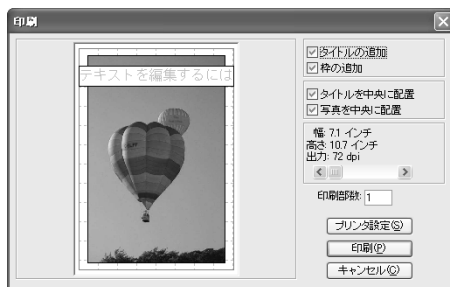 印刷
テキストを編集するには
タイトルの追加
枠の追加
タイトルを中央に配置
写真を中央に配置
幅: 7.1 インチ
高さ: 10.7 インチ
出力: 72 dpi
印刷部数: 1
プリンタ設定(S)
印刷(P)
キャンセル(C)